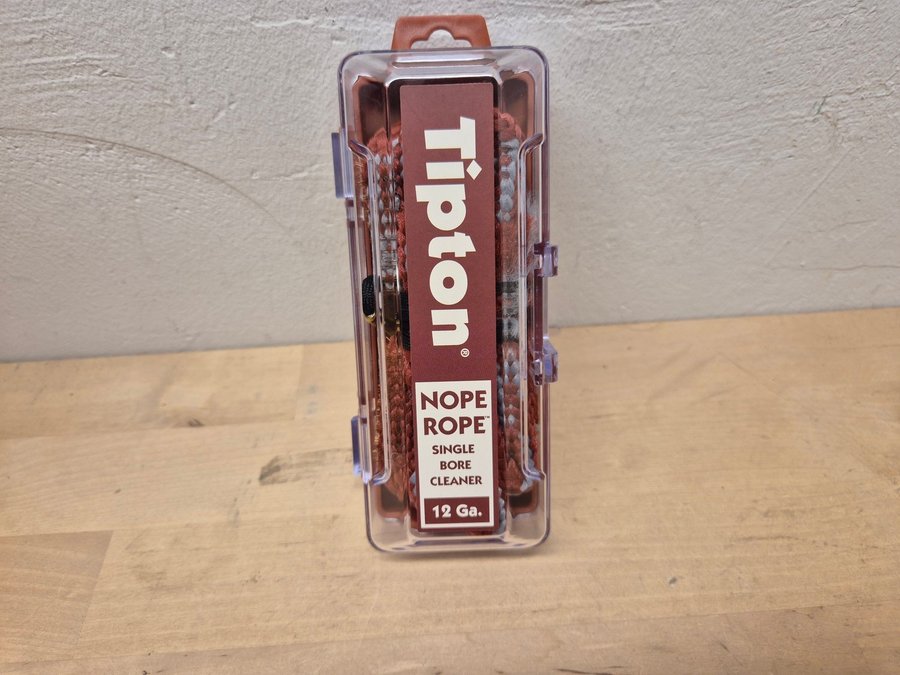 Tipton®
NOPE
ROPE™
SINGLE
BORE
CLEANER
12 Ga.